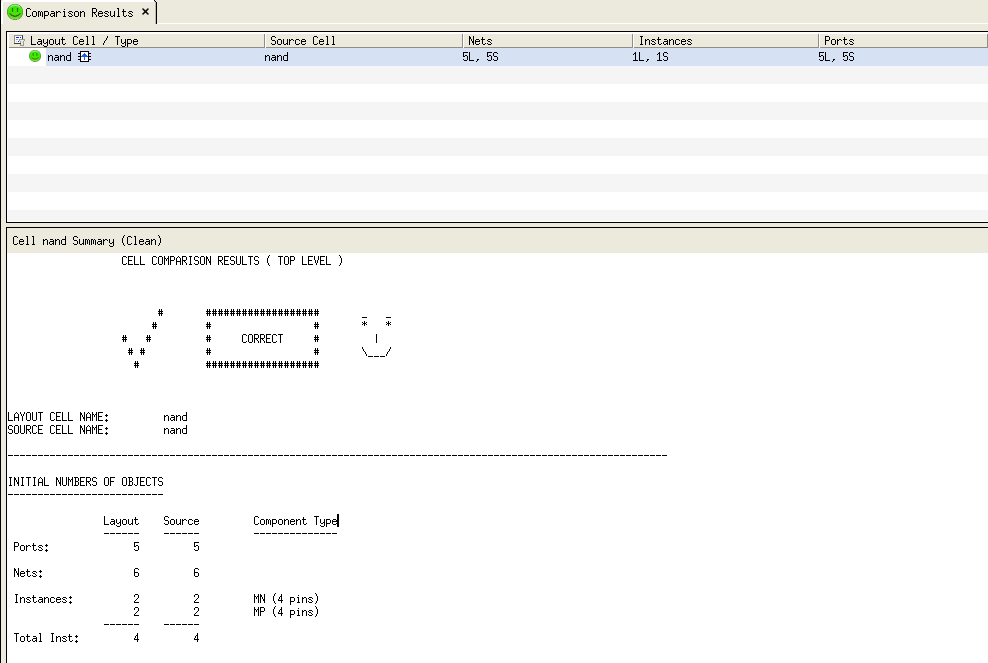 Comparison Results ×
Layout Cell / Type Source Cell Nets Instances Ports
nand nand 5L, 5S 1L, 1S 5L, 5S
Cell nand Summary (Clean)
CELL COMPARISON RESULTS ( TOP LEVEL )
# ################### _ _
# # # * *
# # # CORRECT # |
# # # # \___/
# ###################
LAYOUT CELL NAME: nand
SOURCE CELL NAME: nand
--------------------------------------------------------------------------------------------------------------
INITIAL NUMBERS OF OBJECTS
--------------------------
Layout Source Component Type
------ ------ --------------
Ports: 5 5
Nets: 6 6
Instances: 2 2 MN (4 pins)
2 2 MP (4 pins)
------ ------
Total Inst: 4 4